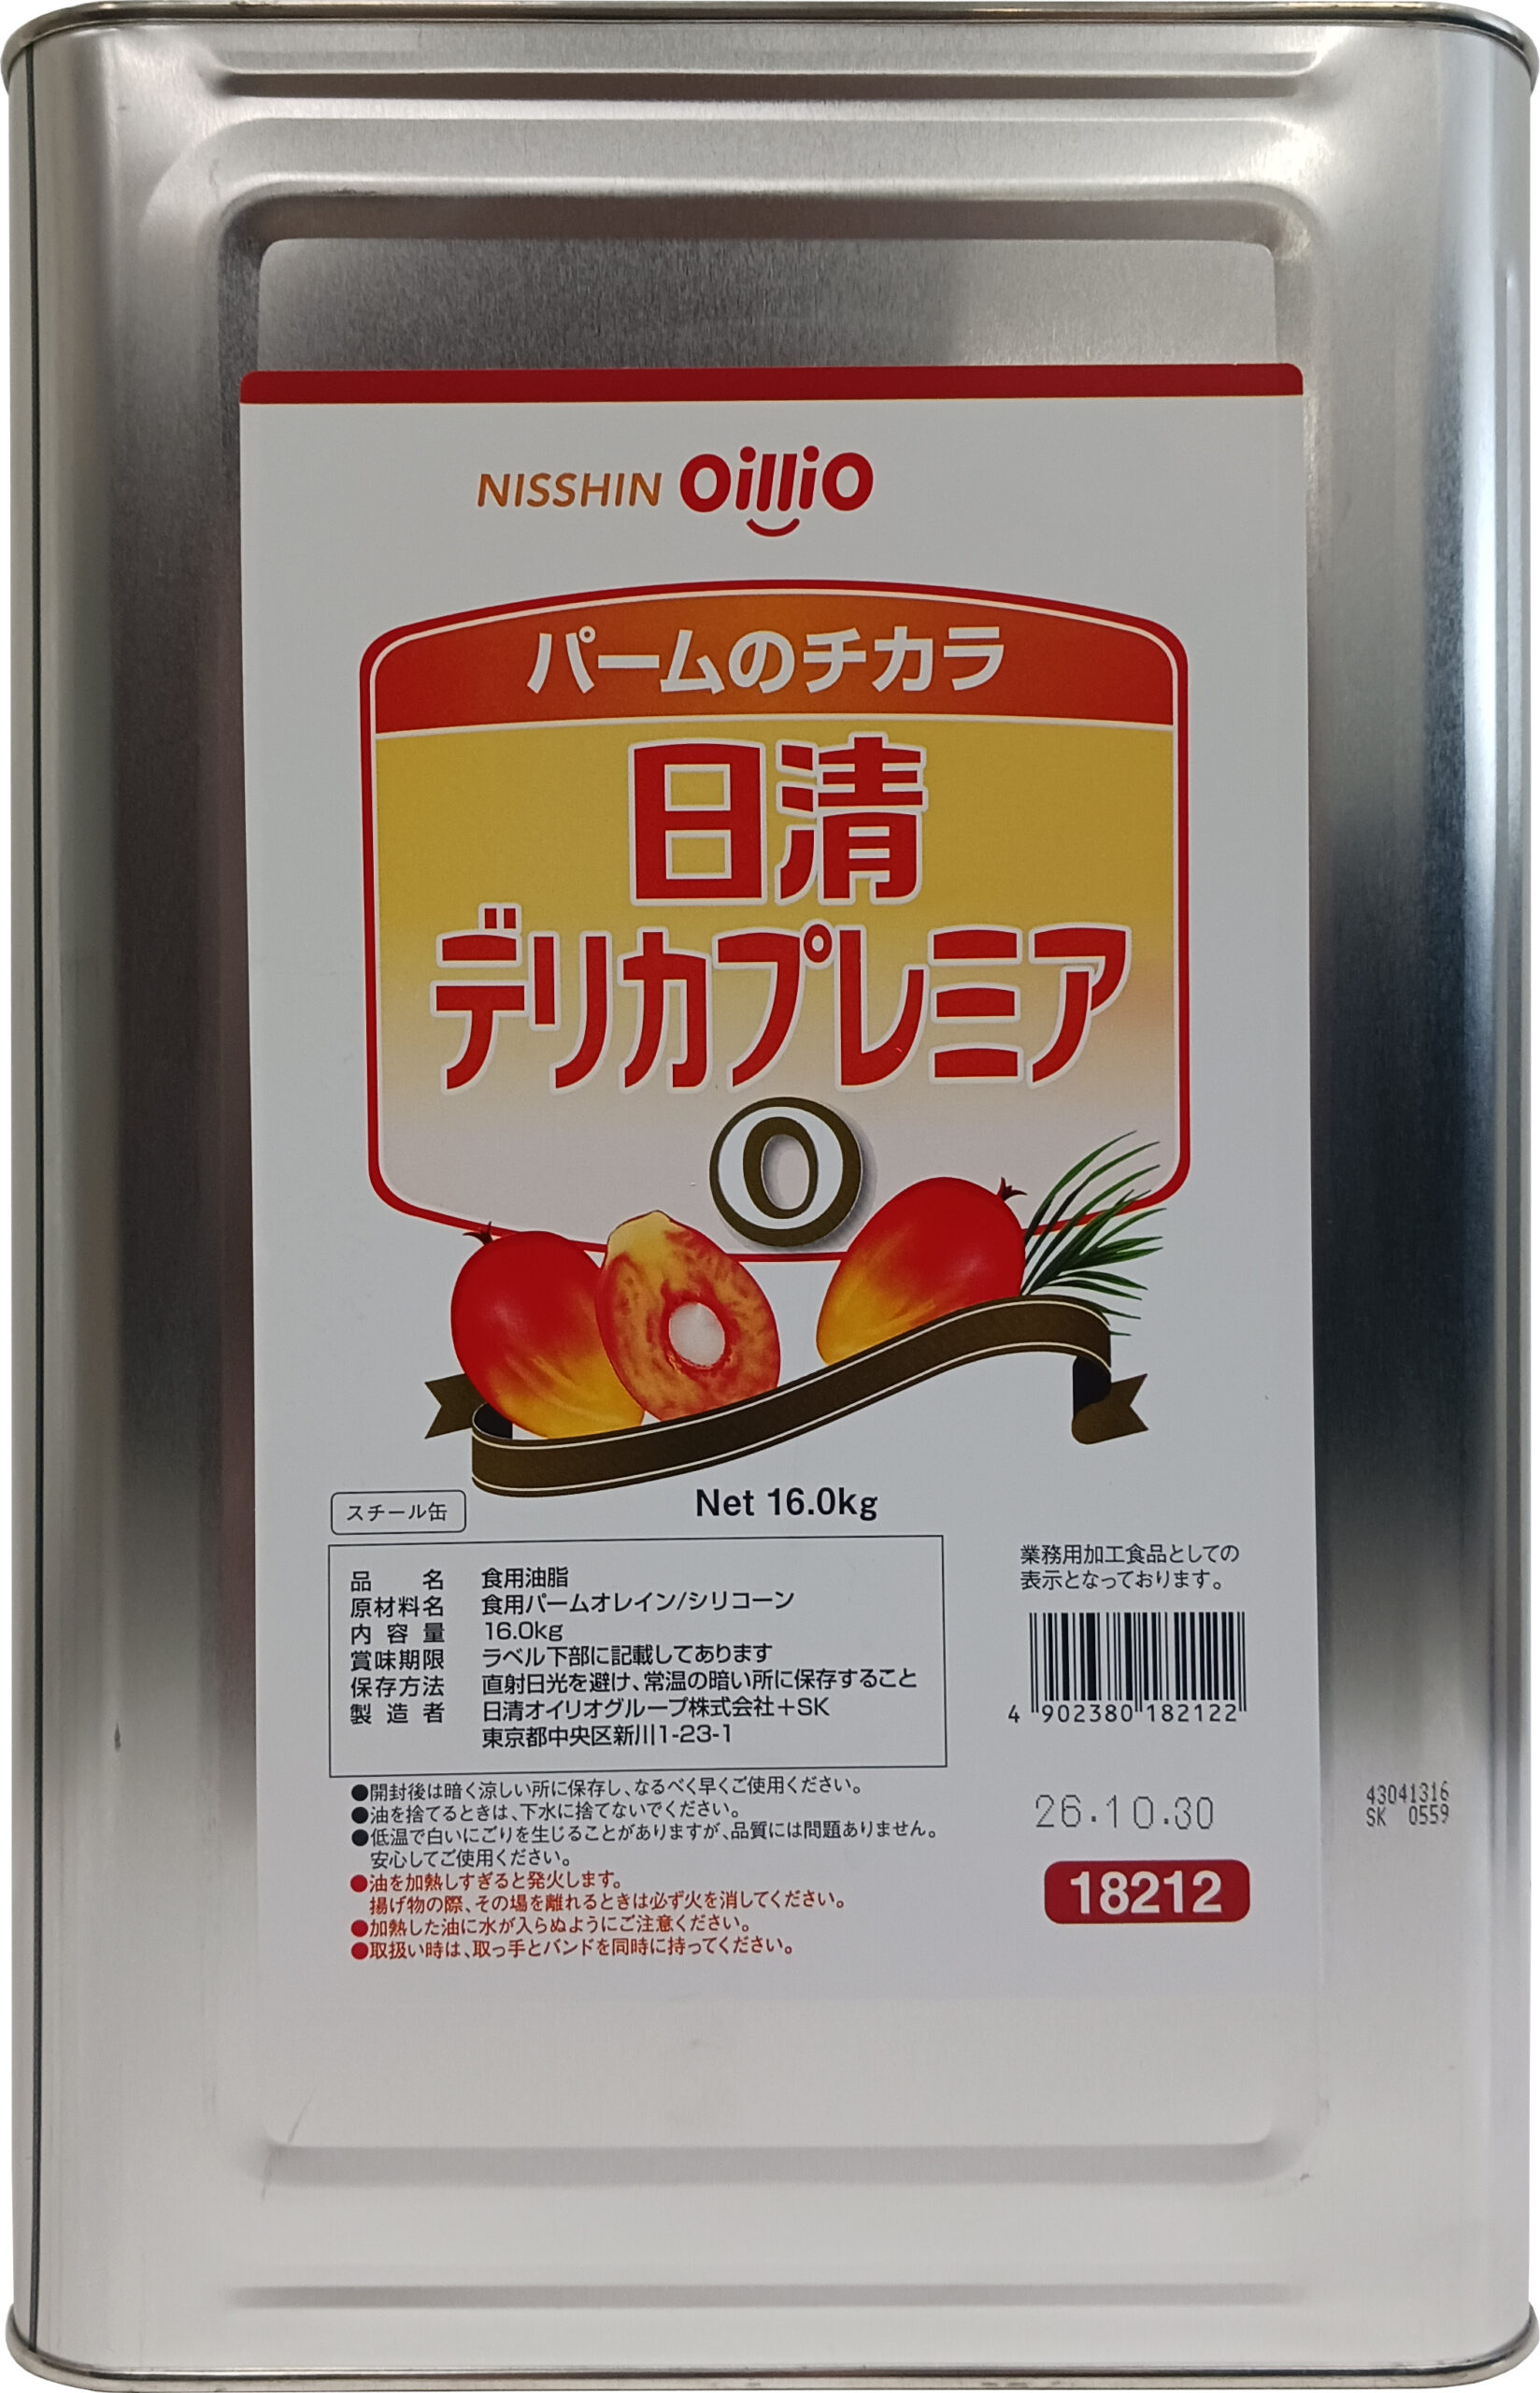 NISSHIN OilliO
パームのチカラ
日清
デリカプレミア
O
Net 16.0kg
スチール缶
品 名 食用油脂
原材料名 食用パームオレイン/シリコーン
内容量 16.0kg
賞味期限 ラベル下部に記載してあります
保存方法 直射日光を避け、常温の暗い所に保存すること
製造者 日清オイリオグループ株式会社+SK
東京都中央区新川1-23-1
業務用加工食品としての
表示となっております。
4 902380 182122
●開封後は暗く涼しい所に保存し、なるべく早くご使用ください。
●油を捨てるときは、下水に捨てないでください。
●低温で白いにごりを生じることがありますが、品質には問題ありません。
安心してご使用ください。
●油を加熱しすぎると発火します。
揚げ物の際、その場を離れるときは必ず火を消してください。
●加熱した油に水が入らぬようにご注意ください。
●取扱い時は、取っ手とバンドを同時に持ってください。
26.10.30
18212
43041316
SK 0559